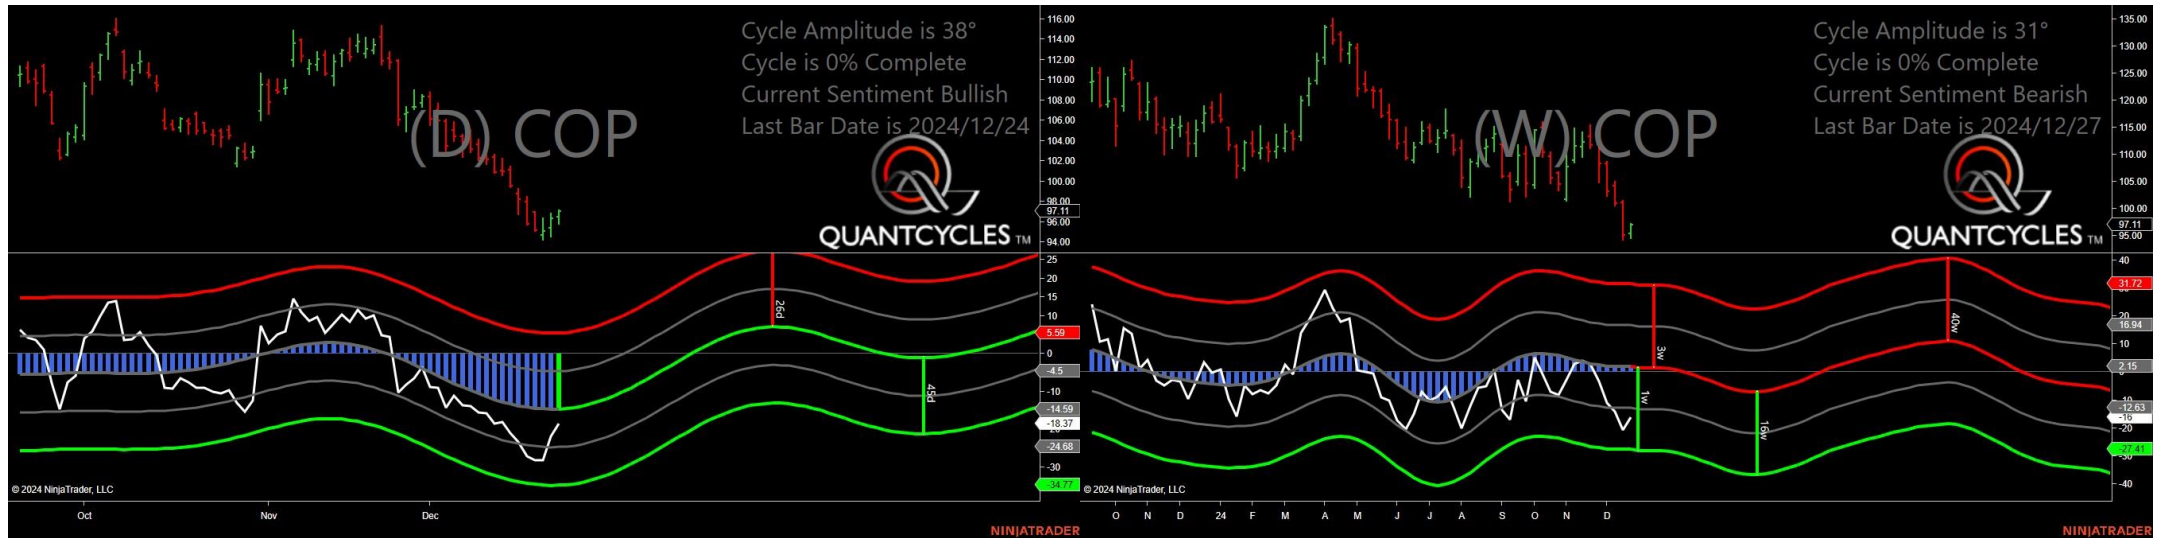 Cycle Amplitude is 38°
Cycle is 0% Complete
Current Sentiment Bullish
Last Bar Date is 2024/12/24
(D) COP
QUANTCYCLES TM
116.00
114.00
112.00
110.00
108.00
106.00
104.00
102.00
100.00
98.00
97.11
96.00
94.00
25
20
15
10
5.59
0
-4.5
-10
-14.59
-18.37
-24.68
-30
-34.77
26d
45d
© 2024 NinjaTrader, LLC
Oct Nov Dec
NINJATRADER
Cycle Amplitude is 31°
Cycle is 0% Complete
Current Sentiment Bearish
Last Bar Date is 2024/12/27
(W) COP
QUANTCYCLES TM
135.00
130.00
125.00
120.00
115.00
110.00
105.00
100.00
97.11
95.00
40
31.72
20
16.94
10
2.15
-10
-12.63
-16
-20
-27.41
-30
-40
3w
1w
16w
40w
© 2024 NinjaTrader, LLC
O N D 24 F M A M J J A S O N D
NINJATRADER